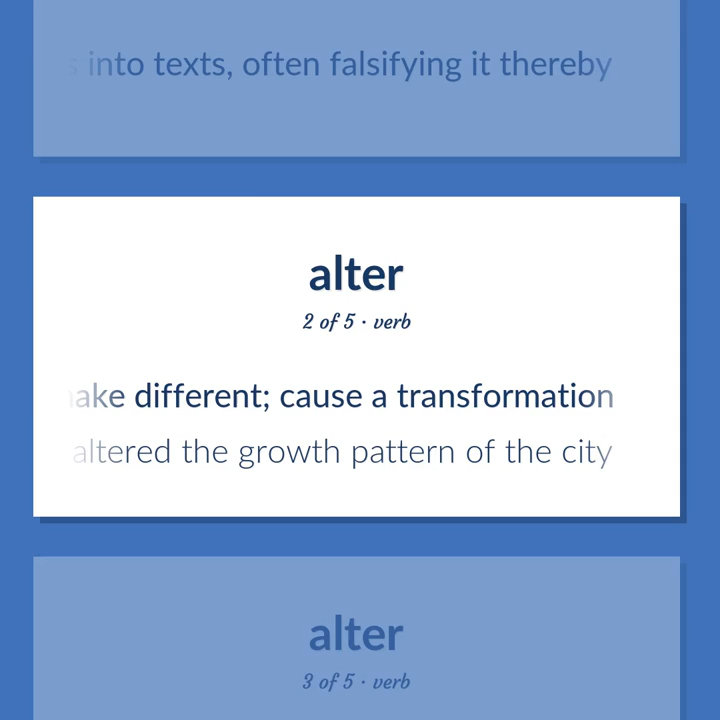 into texts, often falsifying it thereby
alter
2 of 5 · verb
different; cause a transformation
altered the growth pattern of the city
alter
3 of 5 · verb